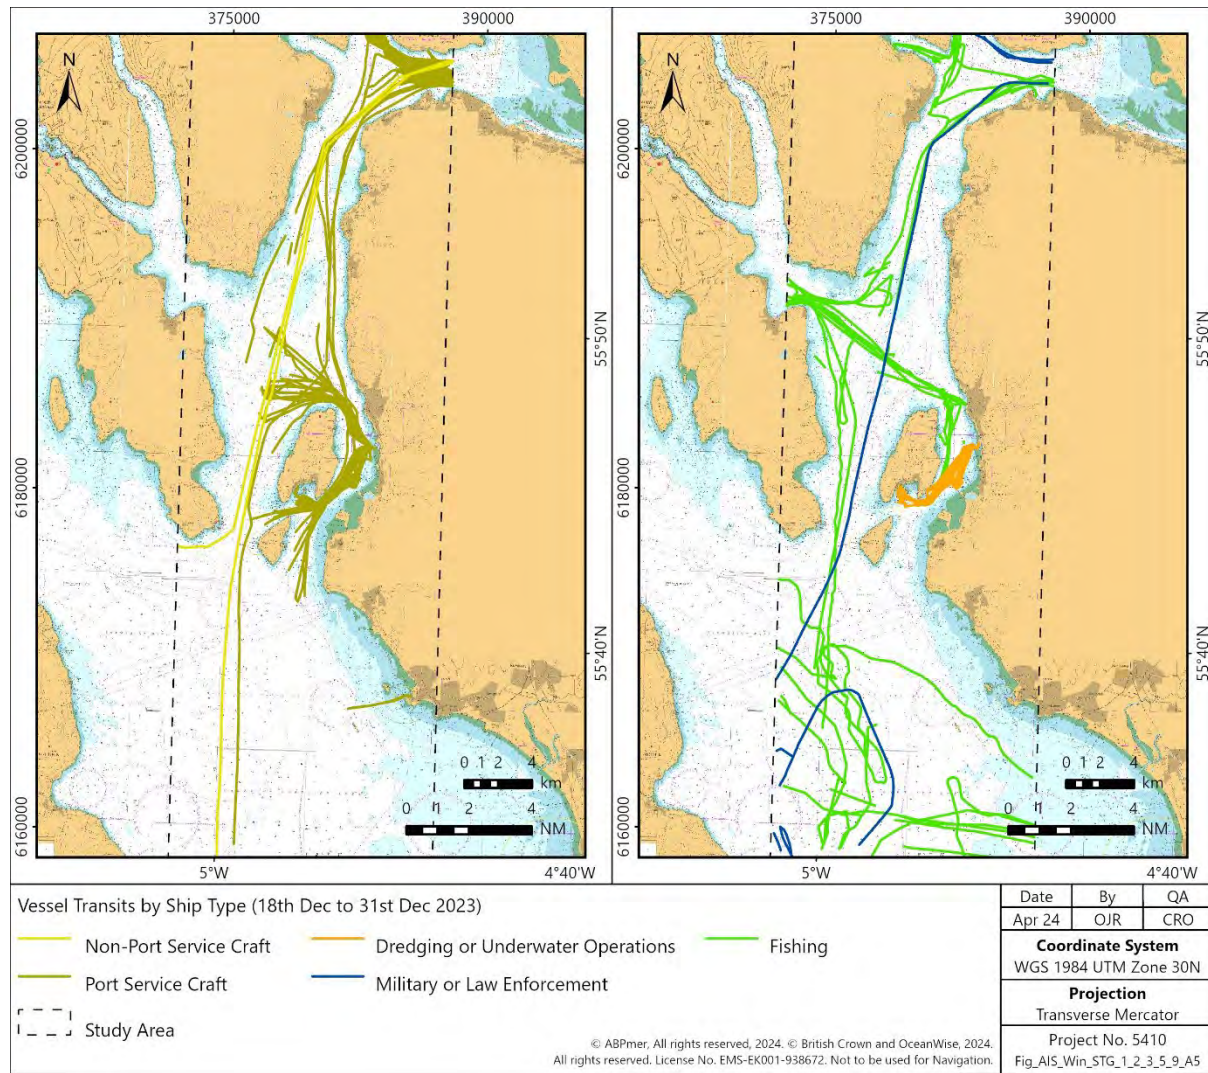 375000
390000
375000
390000
N
N
6200000
6200000
55°50'N
55°50'N
6180000
6180000
55°40'N
55°40'N
0 1 2 4
km
0 1 2 4
NM
0 1 2 4
km
0 1 2 4
NM
6160000
6160000
5°W
4°40'W
5°W
4°40'W
Vessel Transits by Ship Type (18th Dec to 31st Dec 2023)
Non-Port Service Craft
Dredging or Underwater Operations
Fishing
Port Service Craft
Military or Law Enforcement
Study Area
© ABPmer, All rights reserved, 2024. © British Crown and OceanWise, 2024.
All rights reserved. License No. EMS-EK001-938672. Not to be used for Navigation.
Date By QA
Apr 24 OJR CRO
Coordinate System
WGS 1984 UTM Zone 30N
Projection
Transverse Mercator
Project No. 5410
Fig_AIS_Win_STG_1_2_3_5_9_A5